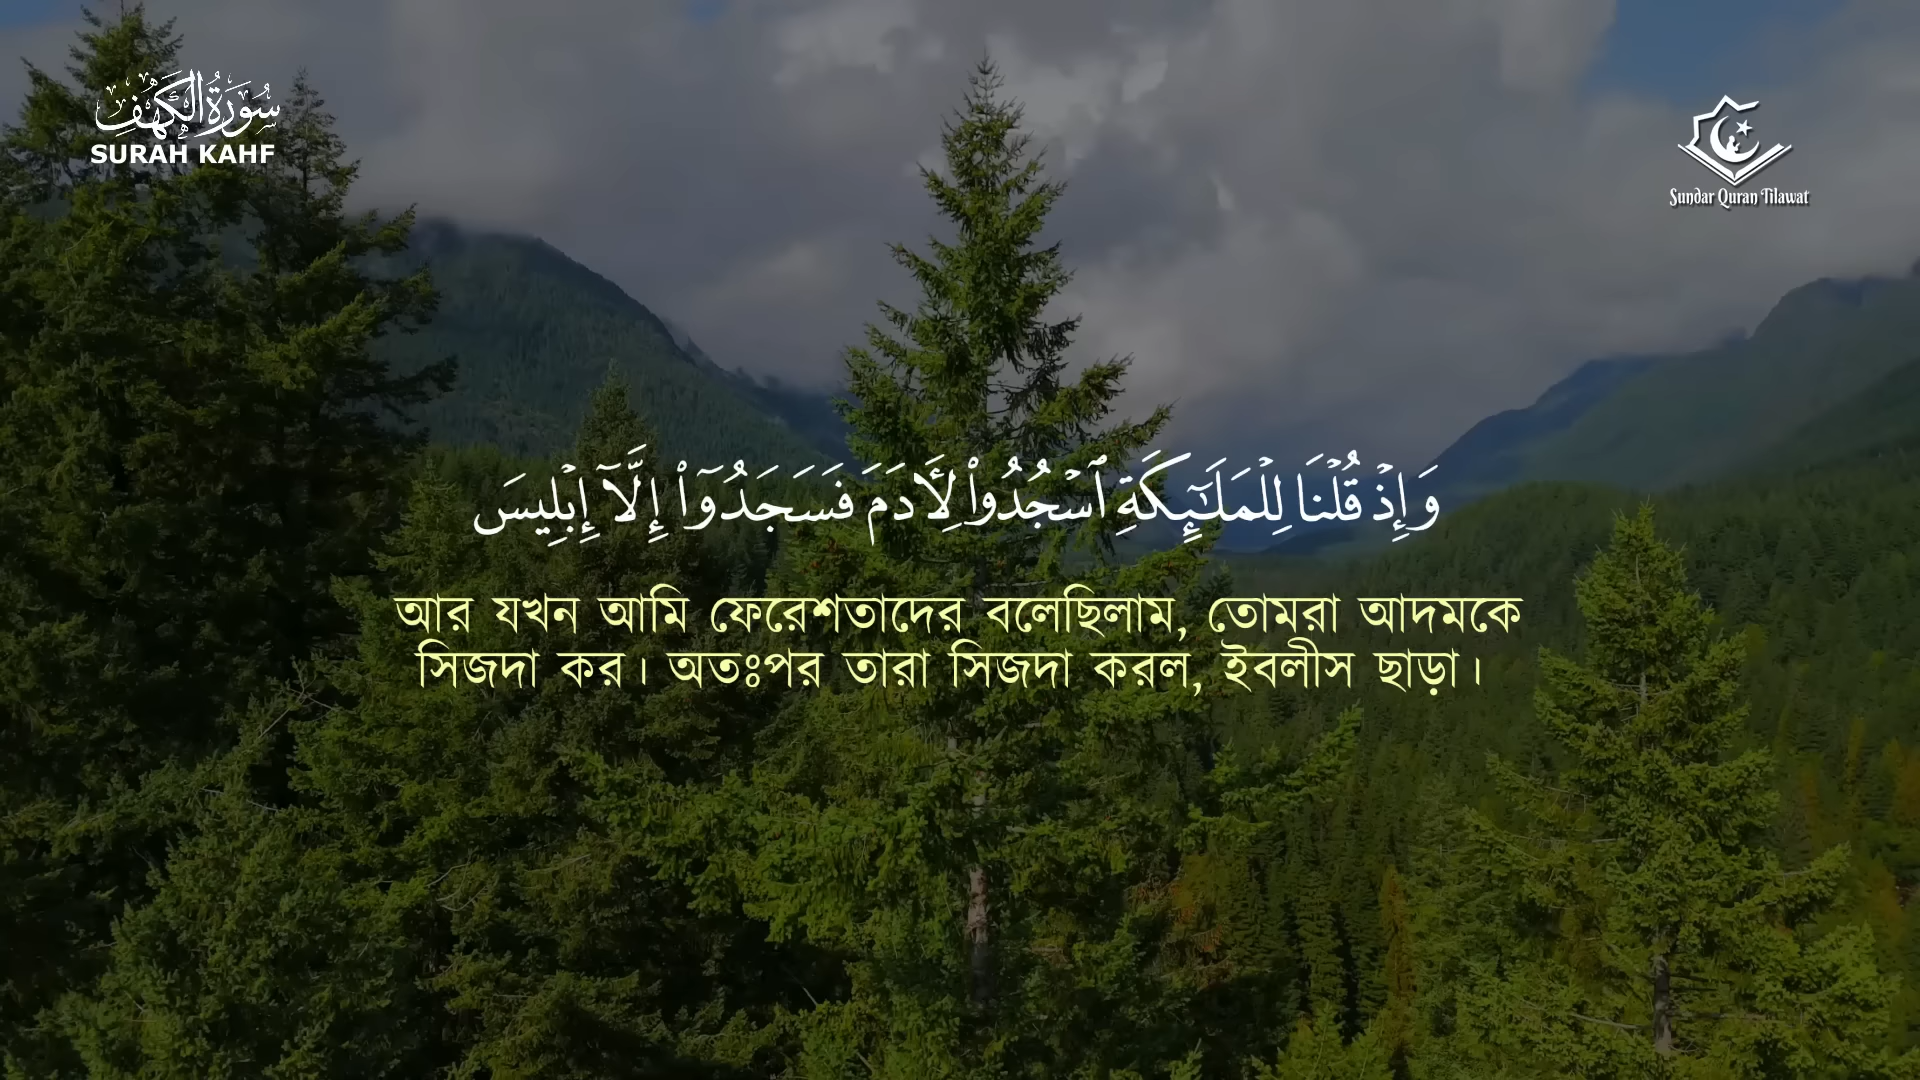 سُورَةُ الْكَهْفِ
SURAH KAHF
Sundar Quran Tilawat
وَإِذْ قُلْنَا لِلْمَلَـٰٓئِكَةِ ٱسْجُدُوا۟ لِـَٔادَمَ فَسَجَدُوٓا۟ إِلَّآ إِبْلِيسَ
আর যখন আমি ফেরেশতাদের বলেছিলাম, তোমরা আদমকে
সিজদা কর। অতঃপর তারা সিজদা করল, ইবলীস ছাড়া।